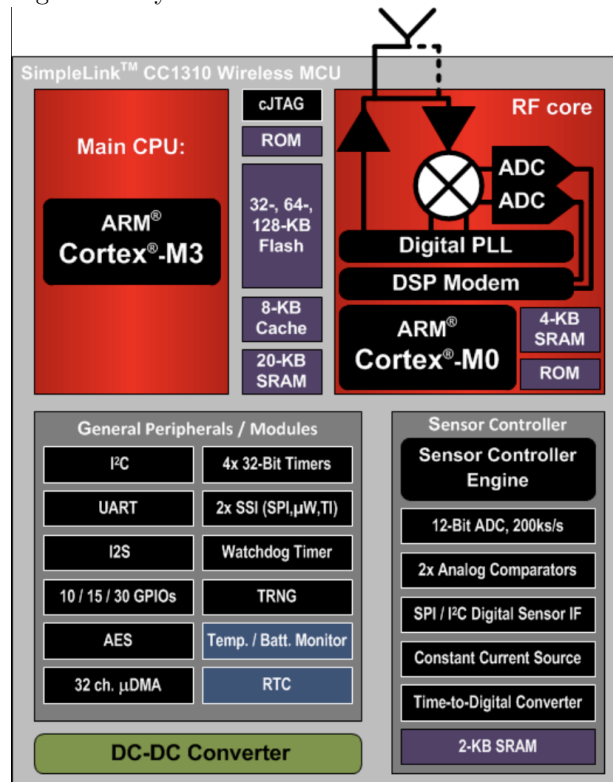 SimpleLink™ CC1310 Wireless MCU
cJTAG
RF core
Main CPU:
ROM
ADC
ADC
32-, 64-,
128-KB
Flash
ARM®
Cortex®-M3
Digital PLL
DSP Modem
8-KB
Cache
ARM®
Cortex®-M0
4-KB
SRAM
20-KB
SRAM
ROM
General Peripherals / Modules
I²C
4x 32-Bit Timers
UART
2x SSI (SPI,µW,TI)
I2S
Watchdog Timer
10 / 15 / 30 GPIOs
TRNG
AES
Temp. / Batt. Monitor
32 ch. µDMA
RTC
Sensor Controller
Sensor Controller
Engine
12-Bit ADC, 200ks/s
2x Analog Comparators
SPI / I²C Digital Sensor IF
Constant Current Source
Time-to-Digital Converter
2-KB SRAM
DC-DC Converter